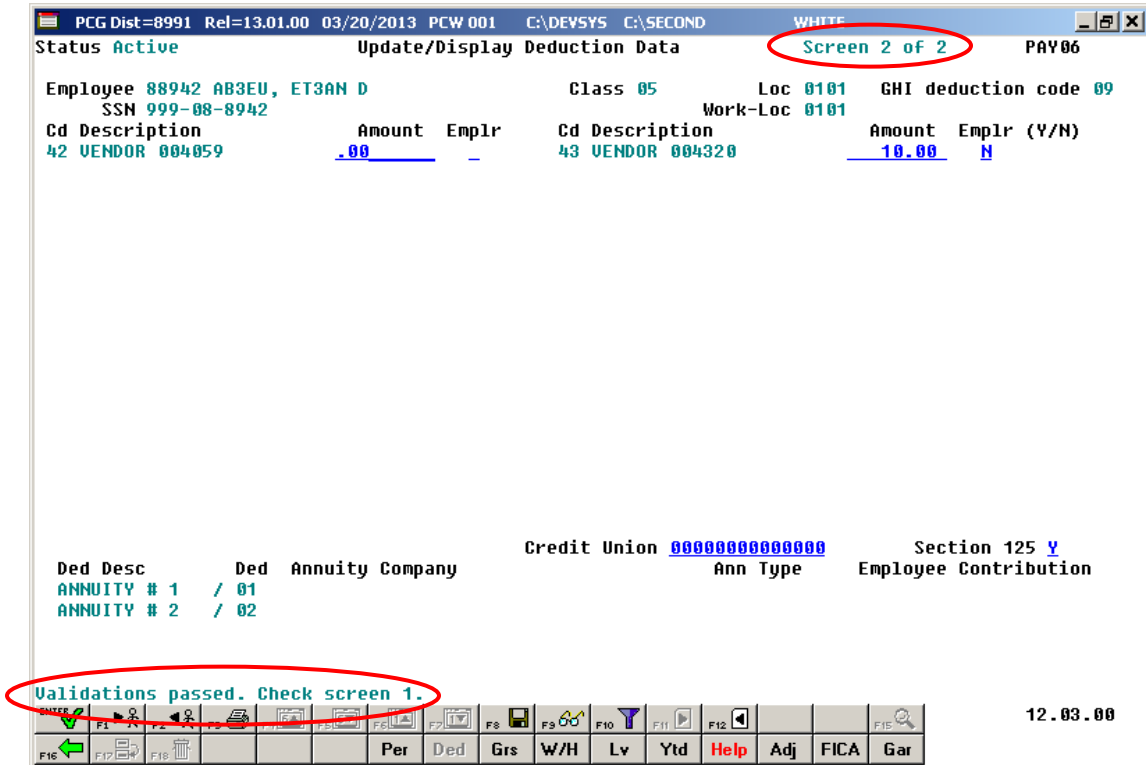 PCG Dist=8991 Rel=13.01.00 03/20/2013 PCW 001 C:\DEVSYS C:\SECOND WHITE
Status Active Update/Display Deduction Data Screen 2 of 2 PAY06
Employee 88942 AB3EU, ET3AN D Class 05 Loc 0101 GHI deduction code 09
SSN 999-08-8942 Work-Loc 0101
Cd Description Amount Emplr Cd Description Amount Emplr (Y/N)
42 VENDOR 004059 .00 43 VENDOR 004320 10.00 N
Credit Union 00000000000000 Section 125 Y
Ded Desc Ded Annuity Company Ann Type Employee Contribution
ANNUITY # 1 / 01
ANNUITY # 2 / 02
Validations passed. Check screen 1.
ENTER F1 F2 F3 F4 F5 F6 F7 F8 F9 F10 F11 F12 F15 12.03.00
F16 F17 F18 Per Ded Grs W/H Lv Ytd Help Adj FICA Gar